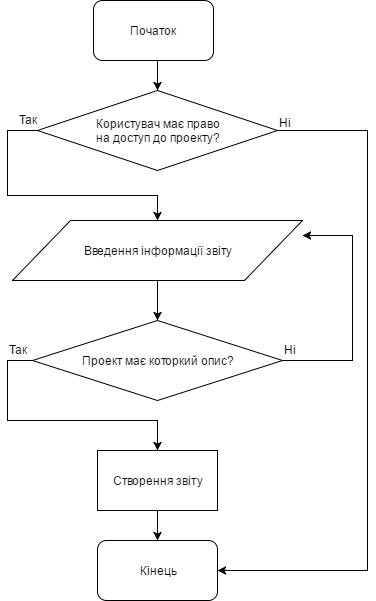 Початок
Так
Користувач має право
на доступ до проекту?
Ні
Введення інформації звіту
Так
Проект має которкий опис?
Ні
Створення звіту
Кінець